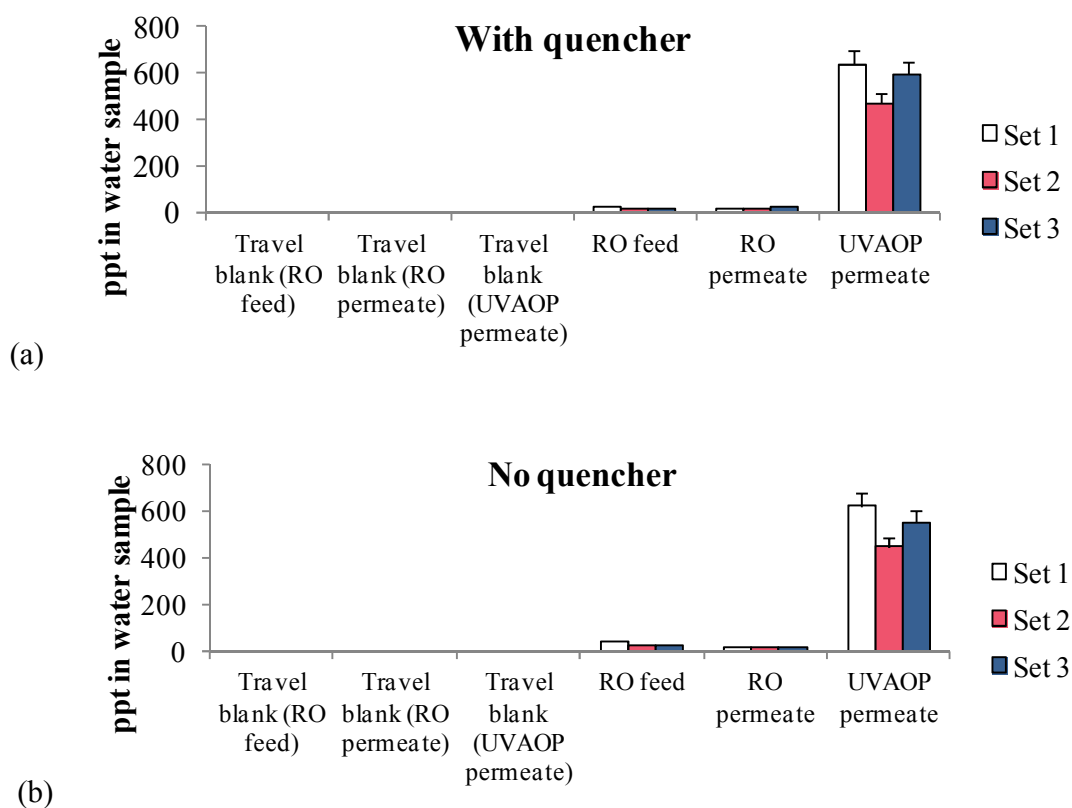 With quencher
ppt in water sample
800
600
400
200
0
Travel blank (RO feed)
Travel blank (RO permeate)
Travel blank (UVAOP permeate)
RO feed
RO permeate
UVAOP permeate
Set 1
Set 2
Set 3
(a)
No quencher
ppt in water sample
800
600
400
200
0
Travel blank (RO feed)
Travel blank (RO permeate)
Travel blank (UVAOP permeate)
RO feed
RO permeate
UVAOP permeate
Set 1
Set 2
Set 3
(b)